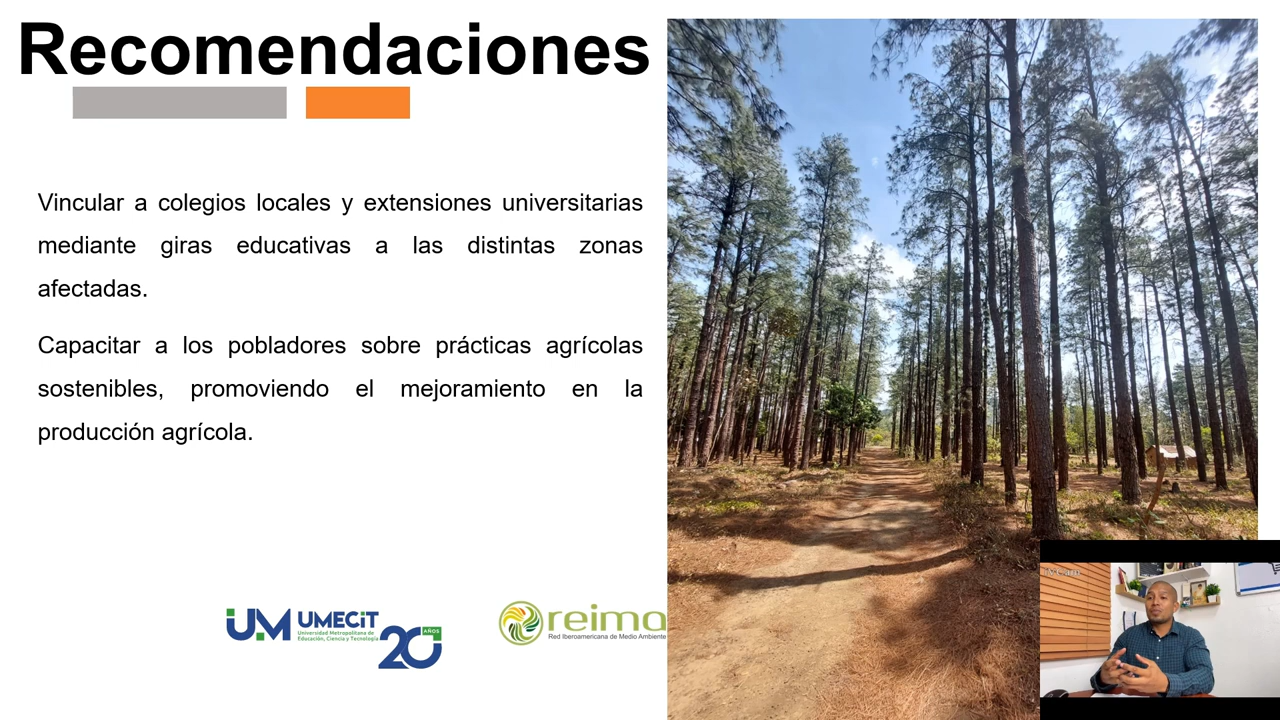 Recomendaciones
Vincular a colegios locales y extensiones universitarias
mediante giras educativas a las distintas zonas
afectadas.
Capacitar a los pobladores sobre prácticas agrícolas
sostenibles, promoviendo el mejoramiento en la
producción agrícola.
UM UMECIT
Universidad Metropolitana de
Educación, Ciencia y Tecnología
20 AÑOS
reima
Red Iberoamericana de Medio Ambiente